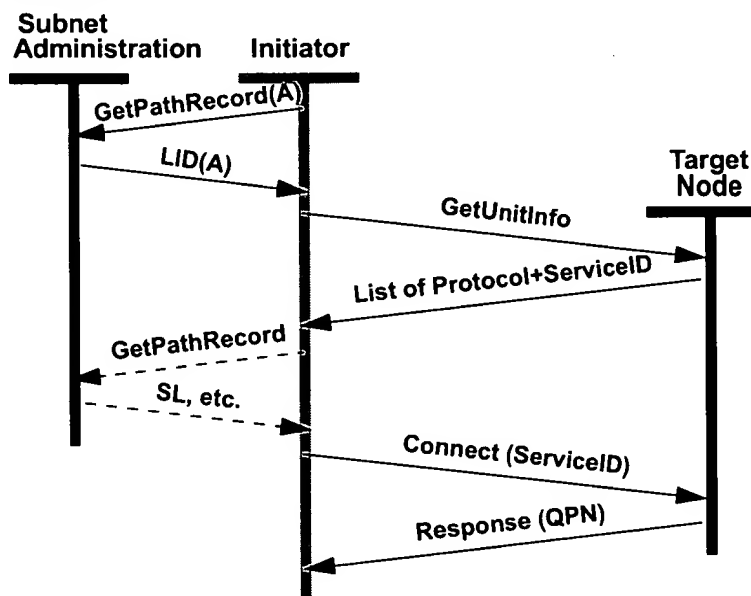 Subnet
Administration
Initiator
GetPathRecord(A)
LID(A)
Target
Node
GetUnitInfo
List of Protocol+ServiceID
GetPathRecord
SL, etc.
Connect (ServiceID)
Response (QPN)